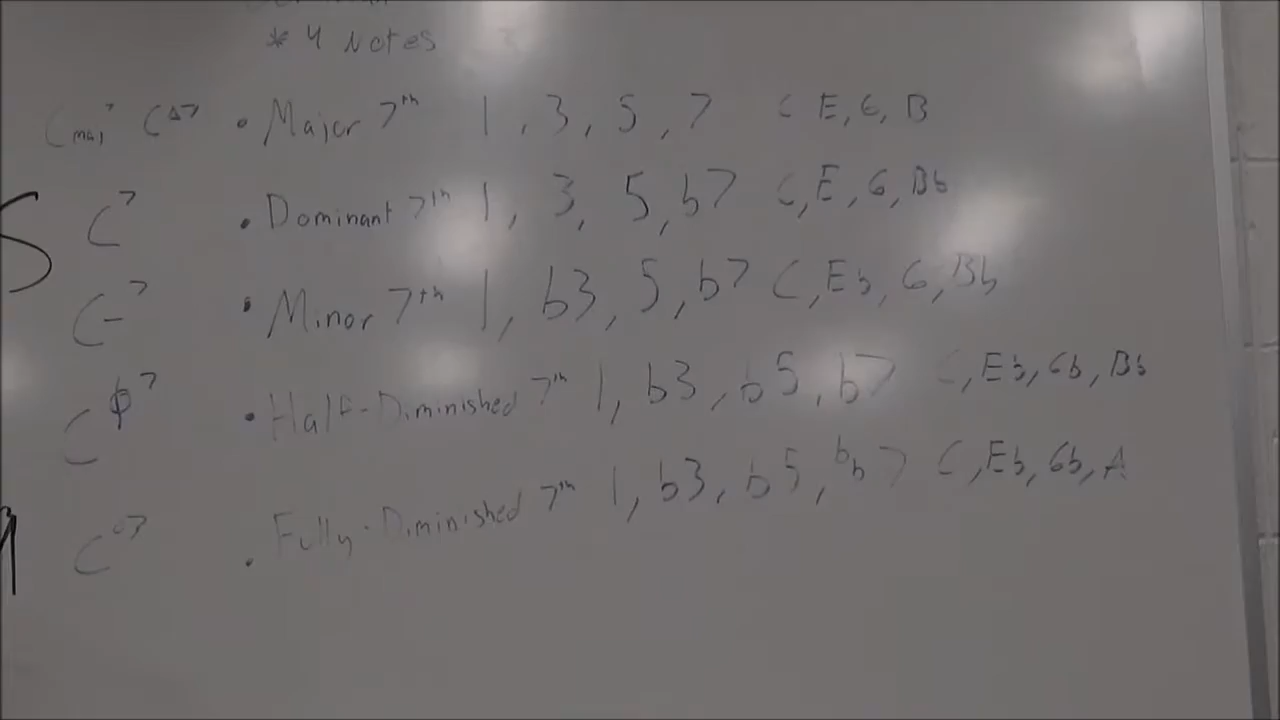 * 4 Notes
Cmaj7 CΔ7 • Major 7th 1, 3, 5, 7 C E, G, B
C7 • Dominant 7th 1, 3, 5, b7 C, E, G, Bb
C-7 • Minor 7th 1, b3, 5, b7 C, Eb, G, Bb
Cø7 • Half-Diminished 7th 1, b3, b5, b7 C, Eb, Gb, Bb
C°7 • Fully-Diminished 7th 1, b3, b5, bb7 C, Eb, Gb, A